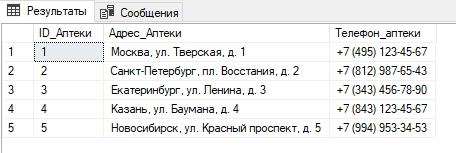 Результаты Сообщения
ID_Аптеки Адрес_Аптеки Телефон_аптеки
1 1 Москва, ул. Тверская, д. 1 +7 (495) 123-45-67
2 2 Санкт-Петербург, пл. Восстания, д. 2 +7 (812) 987-65-43
3 3 Екатеринбург, ул. Ленина, д. 3 +7 (343) 456-78-90
4 4 Казань, ул. Баумана, д. 4 +7 (843) 123-45-67
5 5 Новосибирск, ул. Красный проспект, д. 5 +7 (994) 953-34-53